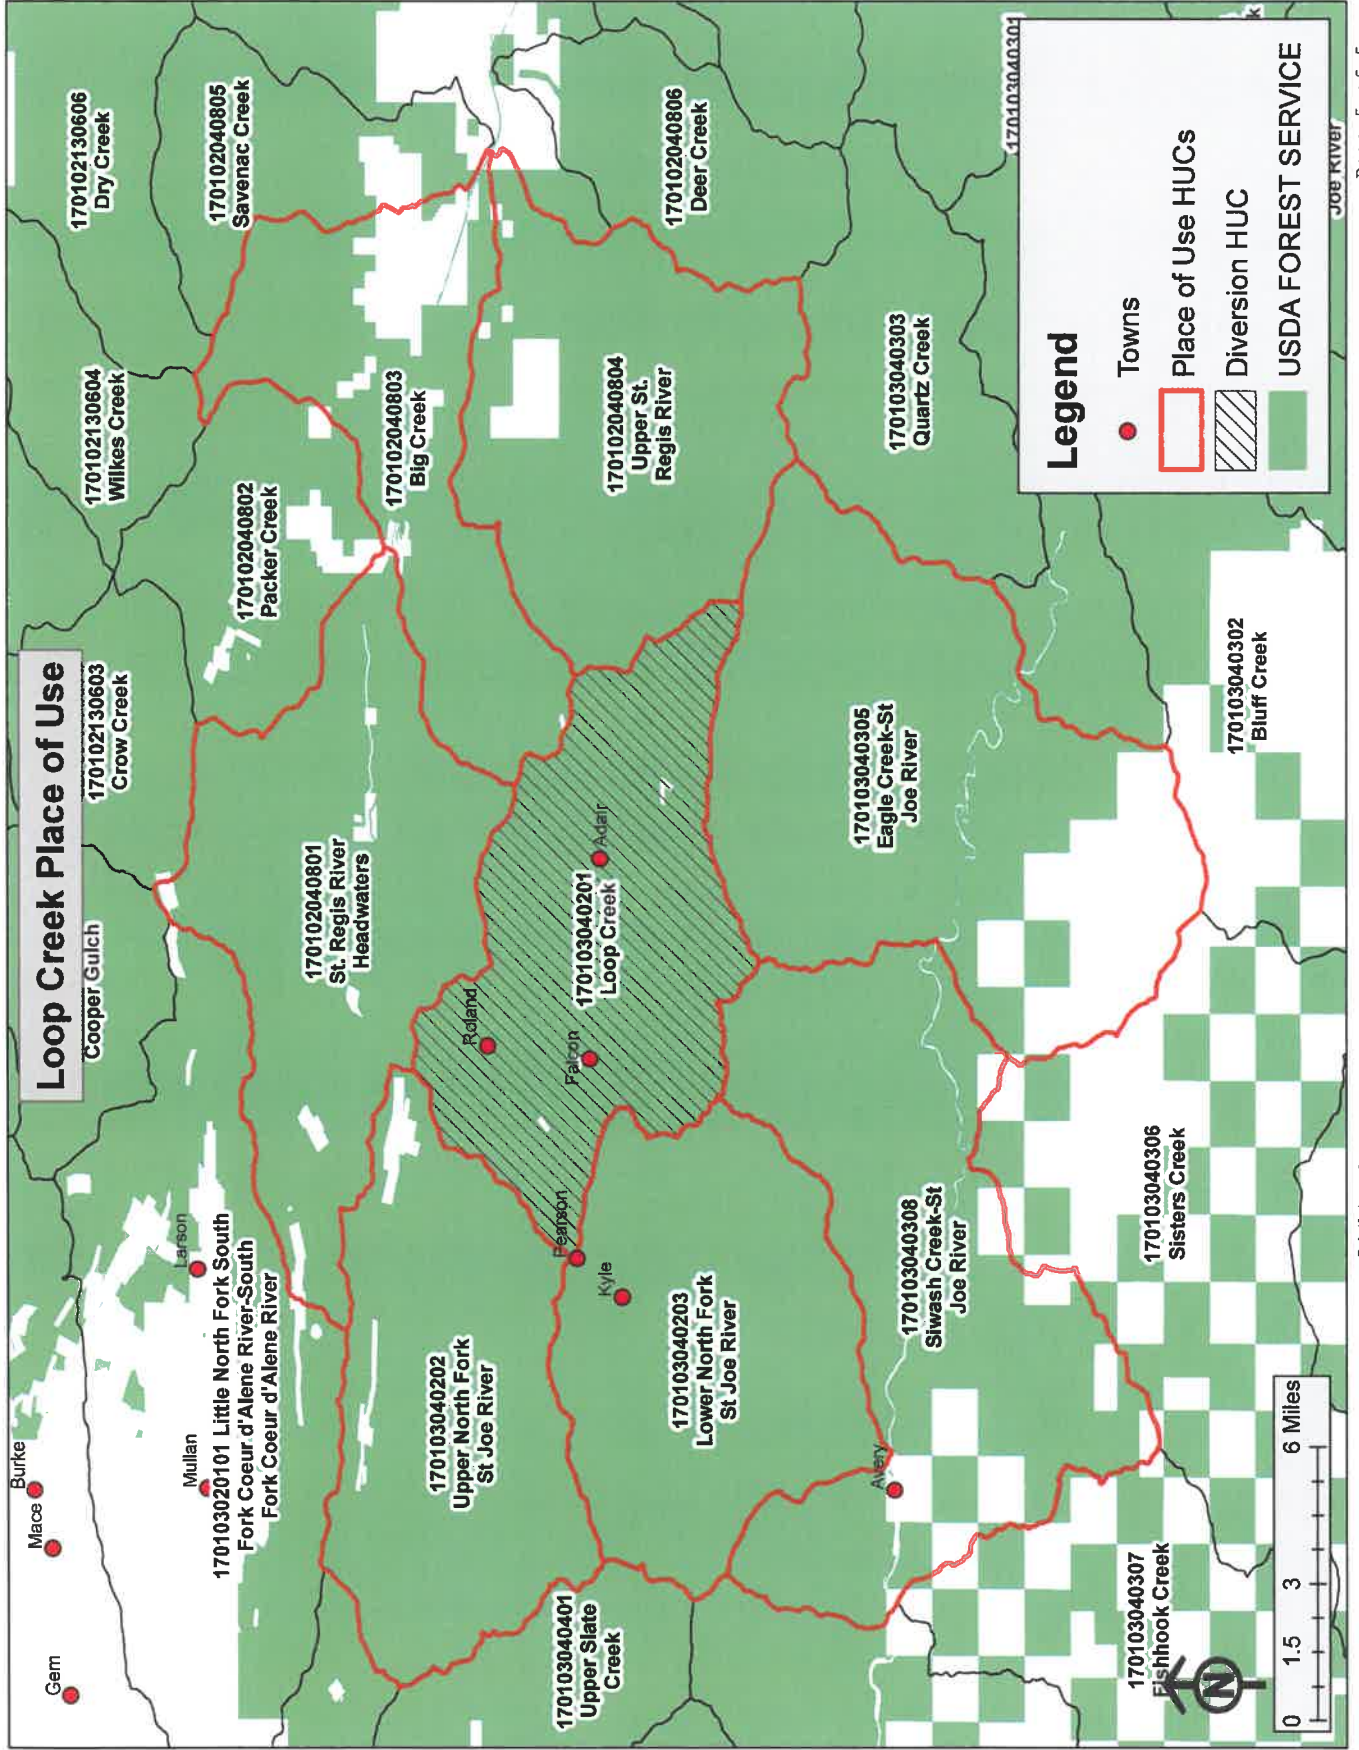 Loop Creek Place of Use
Gem
Mace
Burke
Mullan
Larson
170103020101 Little North Fork South
Fork Coeur d'Alene River-South
Fork Coeur d'Alene River
Cooper Gulch
170102130603
Crow Creek
170102130604
Wilkes Creek
170102130606
Dry Creek
170102040805
Savenac Creek
170102040802
Packer Creek
170102040801
St. Regis River
Headwaters
170102040803
Big Creek
170103040202
Upper North Fork
St Joe River
Roland
Falcon
170103040201
Loop Creek
Adair
170102040804
Upper St.
Regis River
170102040806
Deer Creek
Pearson
Kyle
170103040401
Upper Slate
Creek
170103040203
Lower North Fork
St Joe River
170103040305
Eagle Creek-St
Joe River
170103040303
Quartz Creek
170103040301
k
Avery
170103040308
Siwash Creek-St
Joe River
170103040307
Fishhook Creek
170103040306
Sisters Creek
170103040302
Bluff Creek
Joe River
N
0 1.5 3 6 Miles
Legend
Towns
Place of Use HUCs
Diversion HUC
USDA FOREST SERVICE